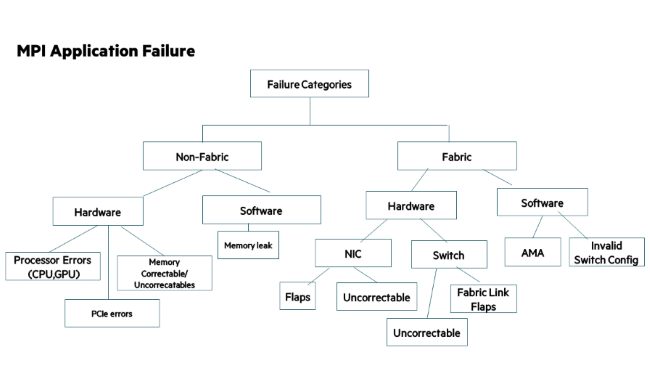 MPI Application Failure
Failure Categories
Non-Fabric
Fabric
Hardware
Software
Hardware
Software
Memory leak
Processor Errors
(CPU,GPU)
Memory
Correctable/
Uncorrecatables
PCIe errors
NIC
Switch
AMA
Invalid
Switch Config
Flaps
Uncorrectable
Fabric Link
Flaps
Uncorrectable